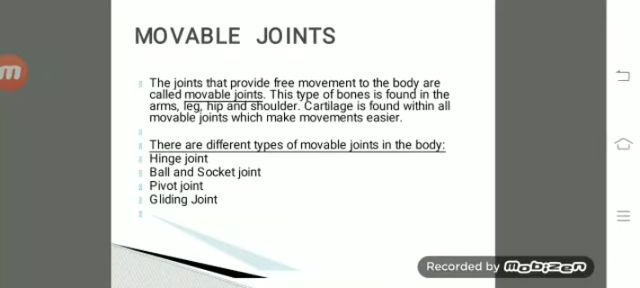 MOVABLE JOINTS
The joints that provide free movement to the body are
called movable joints. This type of bones is found in the
arms, leg, hip and shoulder. Cartilage is found within all
movable joints which make movements easier.
There are different types of movable joints in the body:
Hinge joint
Ball and Socket joint
Pivot joint
Gliding Joint
m
Recorded by Mobizen